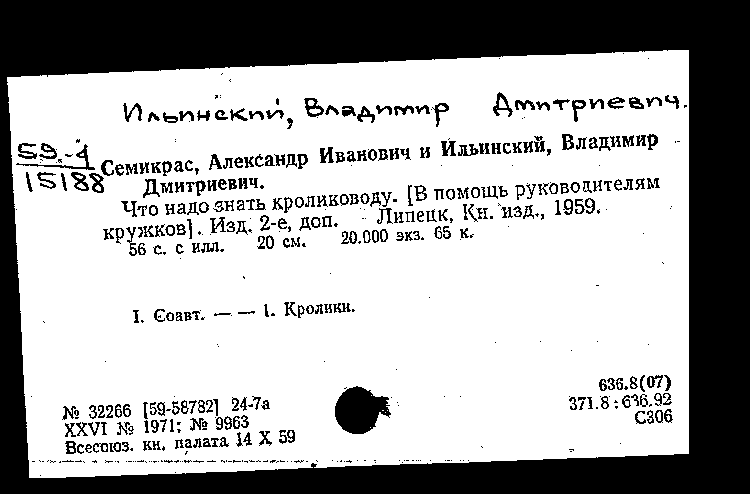 Ильинский, Владимир Дмитриевич.
59-4
15188
Семикрас, Александр Иванович и Ильинский, Владимир
Дмитриевич.
Что надо знать кролиководу. [В помощь руководителям
кружков]. Изд. 2-е, доп. Липецк, Кн. изд., 1959.
56 с. с илл. 20 см. 20.000 экз. 65 к.
I. Соавт. — — 1. Кролики.
636.8(07)
№ 32266 [59-58782] 24-7а
371.8 : 636.92
XXVI № 1971; № 9963
С306
Всесоюз. кн. палата 14 X 59